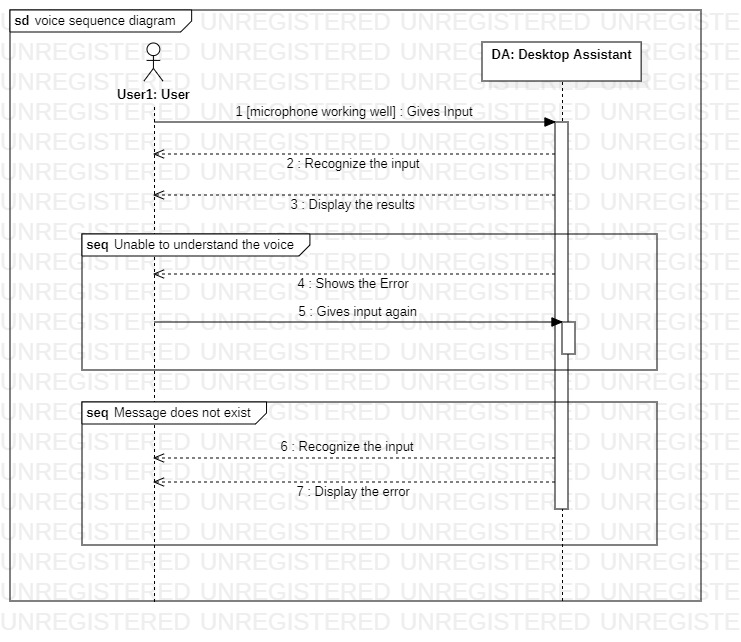 sd voice sequence diagram
User1: User
DA: Desktop Assistant
1 [microphone working well] : Gives Input
2 : Recognize the input
3 : Display the results
seq Unable to understand the voice
4 : Shows the Error
5 : Gives input again
seq Message does not exist
6 : Recognize the input
7 : Display the error
UNREGISTERED